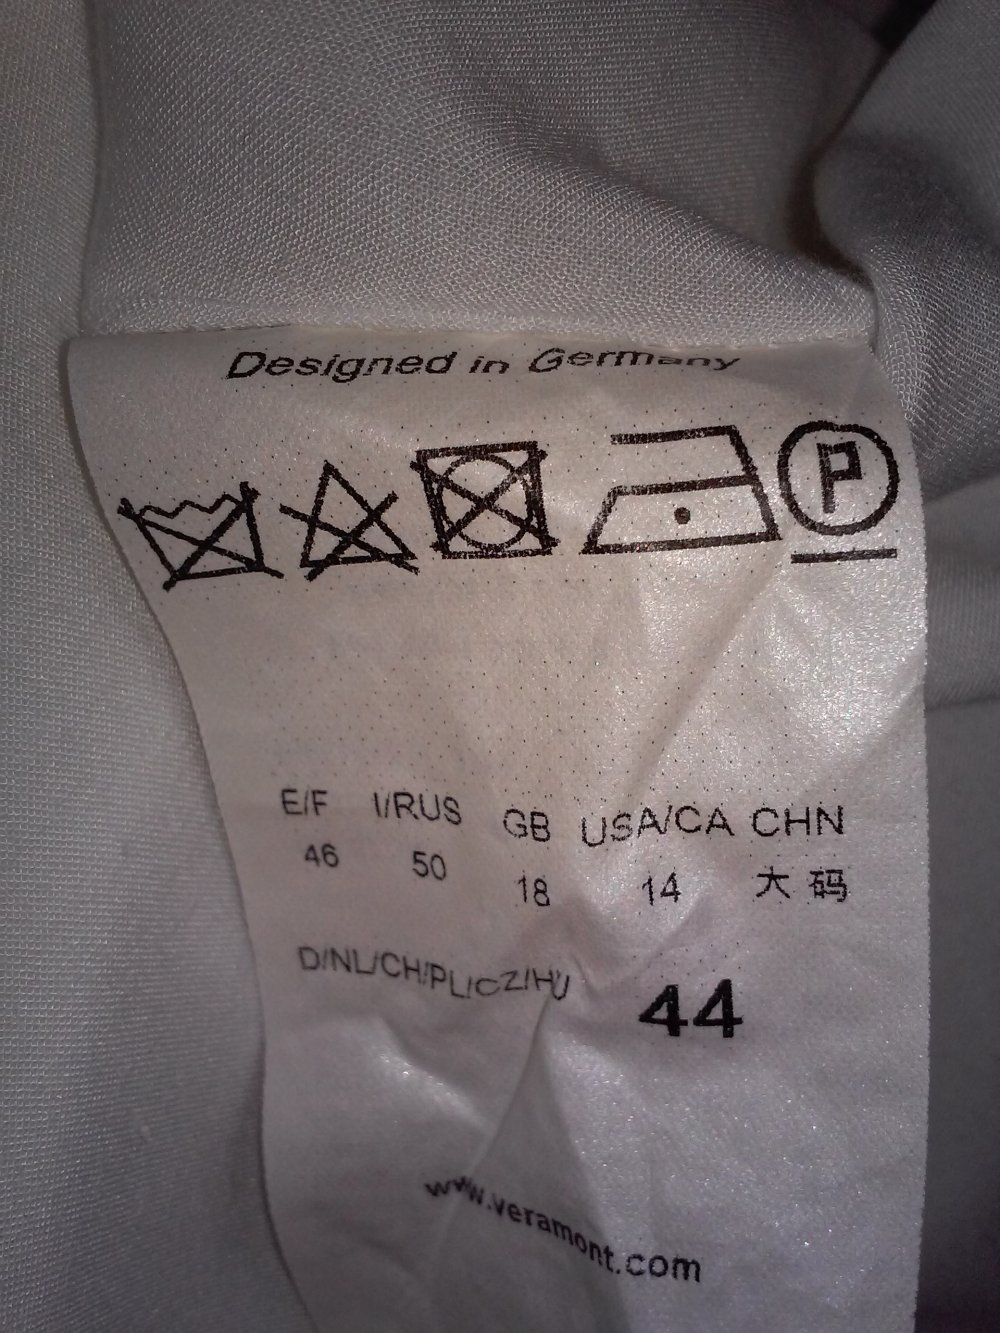 Designed in Germany
P
E/F I/RUS GB USA/CA CHN
46 50 18 14 大码
D/NL/CH/PL/CZ/HU 44
www.veramont.com